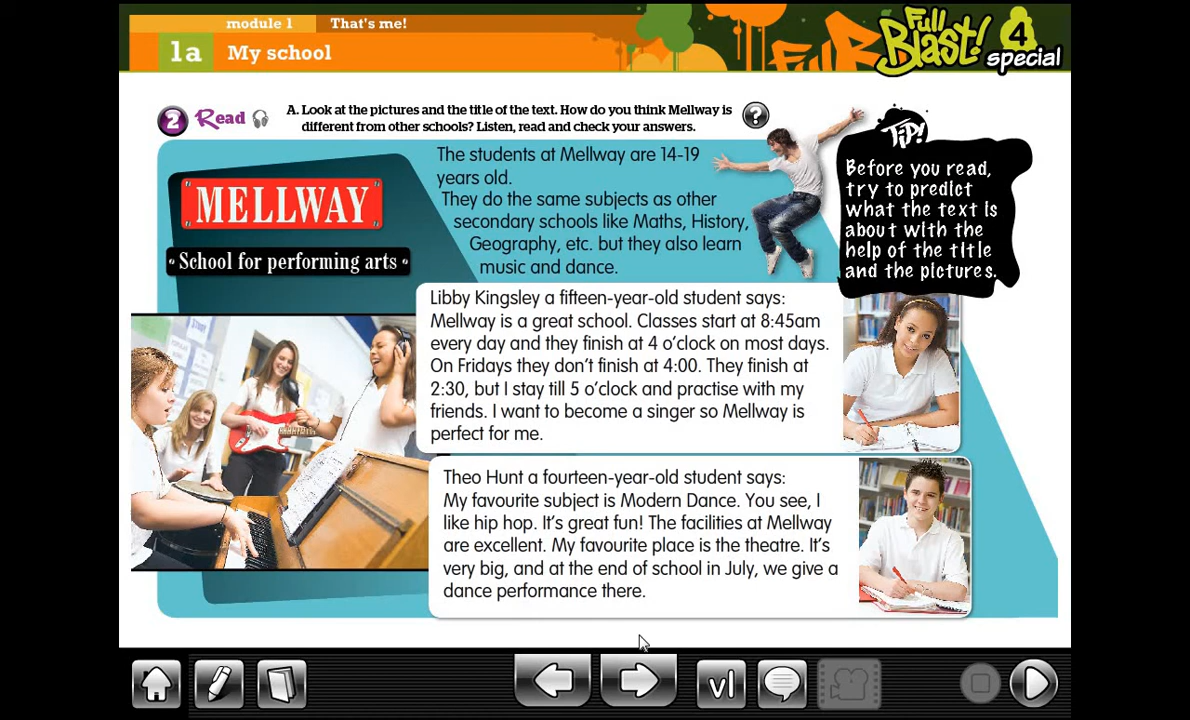 module 1 That's me!
1a My school
Full Blast! 4 special
2 Read
A. Look at the pictures and the title of the text. How do you think Mellway is
different from other schools? Listen, read and check your answers.
?
MELLWAY
School for performing arts
The students at Mellway are 14-19
years old.
They do the same subjects as other
secondary schools like Maths, History,
Geography, etc. but they also learn
music and dance.
TiP!
Before you read,
try to predict
what the text is
about with the
help of the title
and the pictures.
Libby Kingsley a fifteen-year-old student says:
Mellway is a great school. Classes start at 8:45am
every day and they finish at 4 o'clock on most days.
On Fridays they don't finish at 4:00. They finish at
2:30, but I stay till 5 o'clock and practise with my
friends. I want to become a singer so Mellway is
perfect for me.
Theo Hunt a fourteen-year-old student says:
My favourite subject is Modern Dance. You see, I
like hip hop. It's great fun! The facilities at Mellway
are excellent. My favourite place is the theatre. It's
very big, and at the end of school in July, we give a
dance performance there.
vl